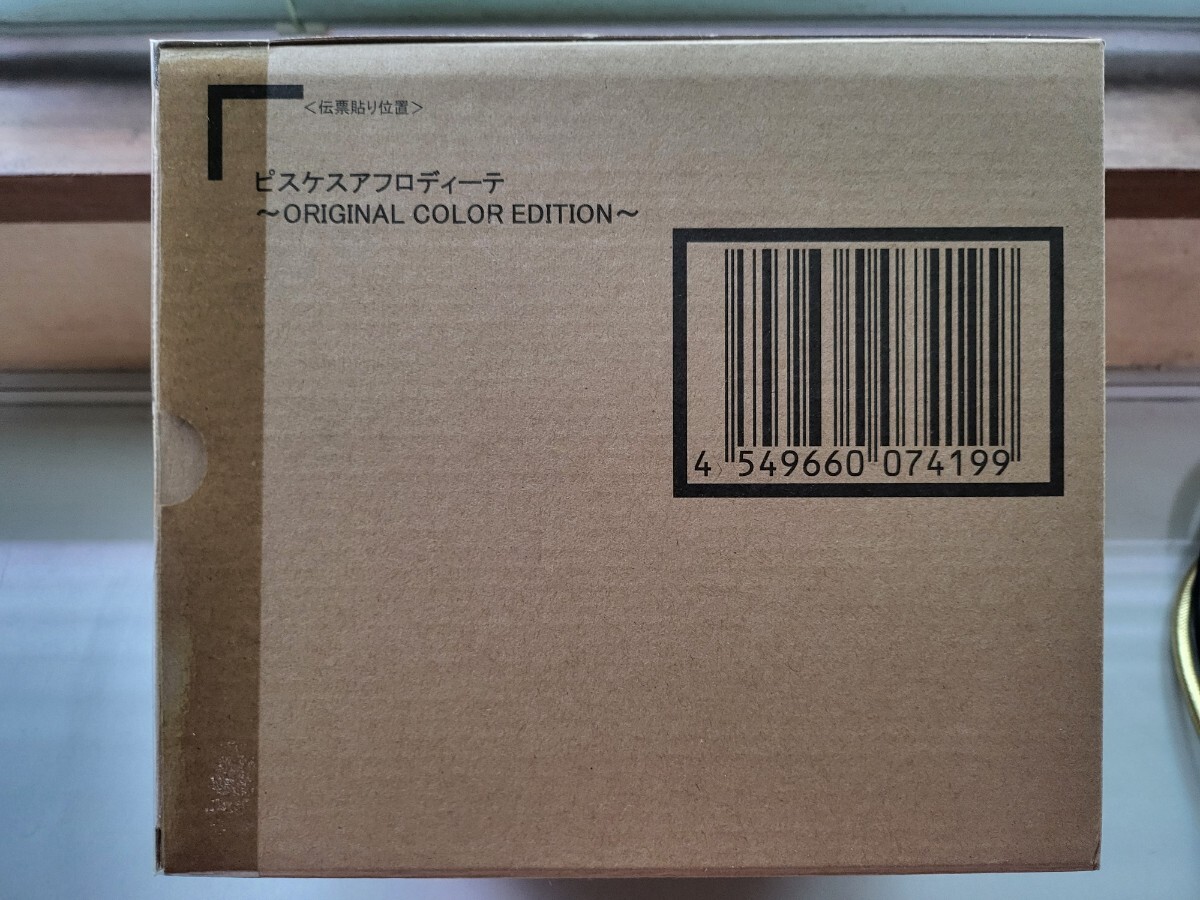 ＜伝票貼り位置＞
ピスケスアフロディーテ
～ORIGINAL COLOR EDITION～
4 549660 074199